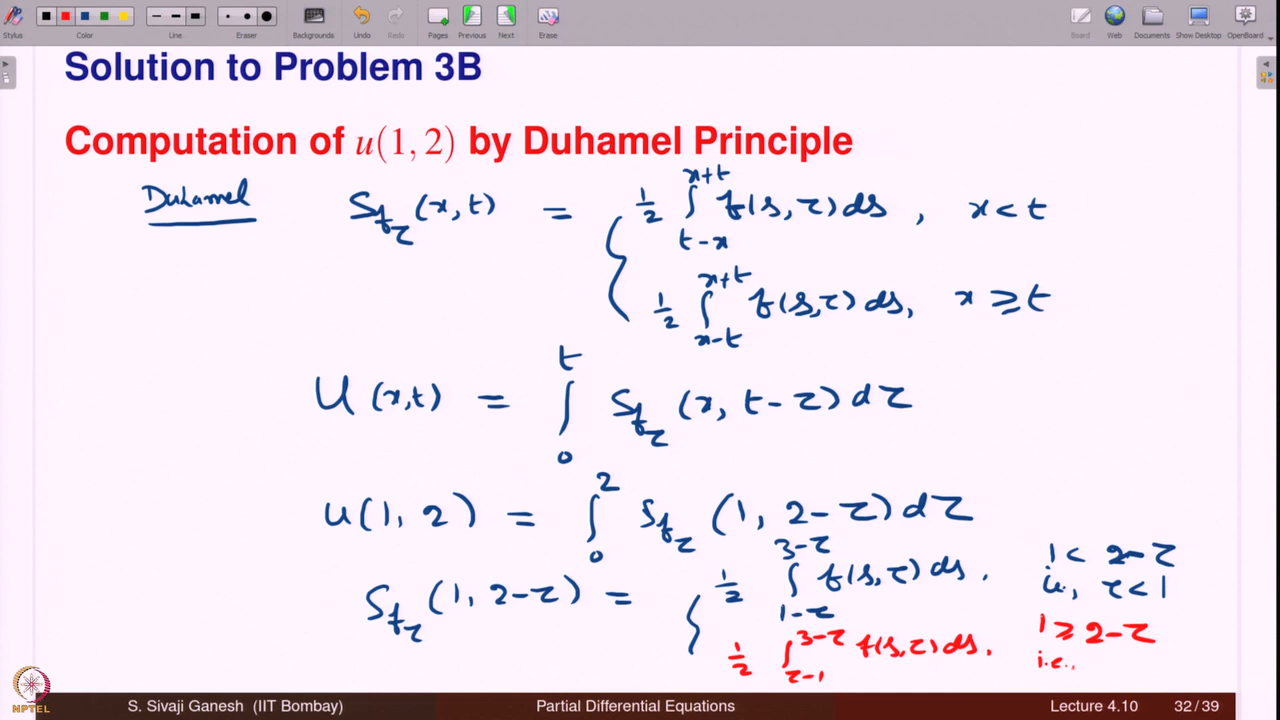 Stylus Color Line Eraser Backgrounds Undo Redo Pages Previous Next Erase Board Web Documents Show Desktop OpenBoard
Solution to Problem 3B
Computation of u(1, 2) by Duhamel Principle
Duhamel S_{f_τ}(x, t) = { 1/2 ∫_{t-x}^{x+t} f(s, τ) ds , x < t
1/2 ∫_{x-t}^{x+t} f(s, τ) ds, x ≥ t
U(x,t) = ∫_0^t S_{f_τ}(x, t-τ) dτ
u(1, 2) = ∫_0^2 S_{f_τ}(1, 2-τ) dτ
S_{f_τ}(1, 2-τ) = { 1/2 ∫_{1-τ}^{3-τ} f(s, τ) ds, 1 < 2-τ
i.e., τ < 1
1/2 ∫_{τ-1}^{3-τ} f(s, τ) ds, 1 ≥ 2-τ
i.e.,
NPTEL
S. Sivaji Ganesh (IIT Bombay) Partial Differential Equations Lecture 4.10 32/39